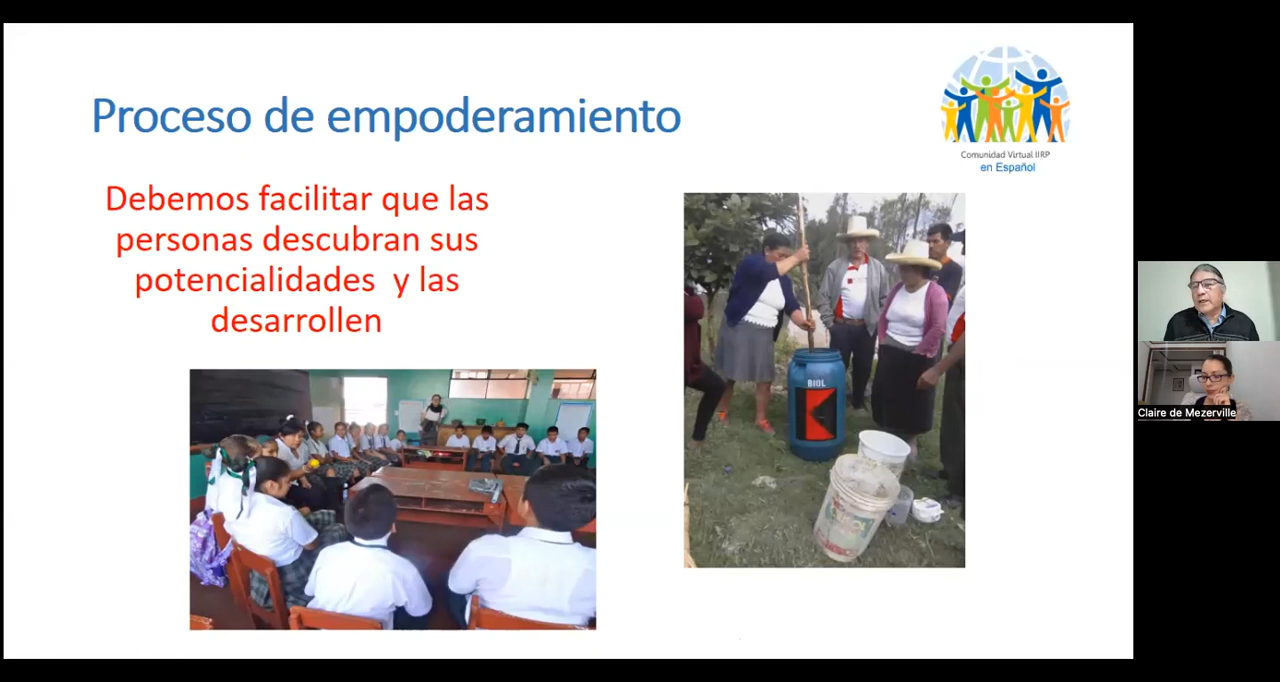 Proceso de empoderamiento
Comunidad Virtual IIRP
en Español
Debemos facilitar que las
personas descubran sus
potencialidades y las
desarrollen
BIOL
Claire de Mezerville